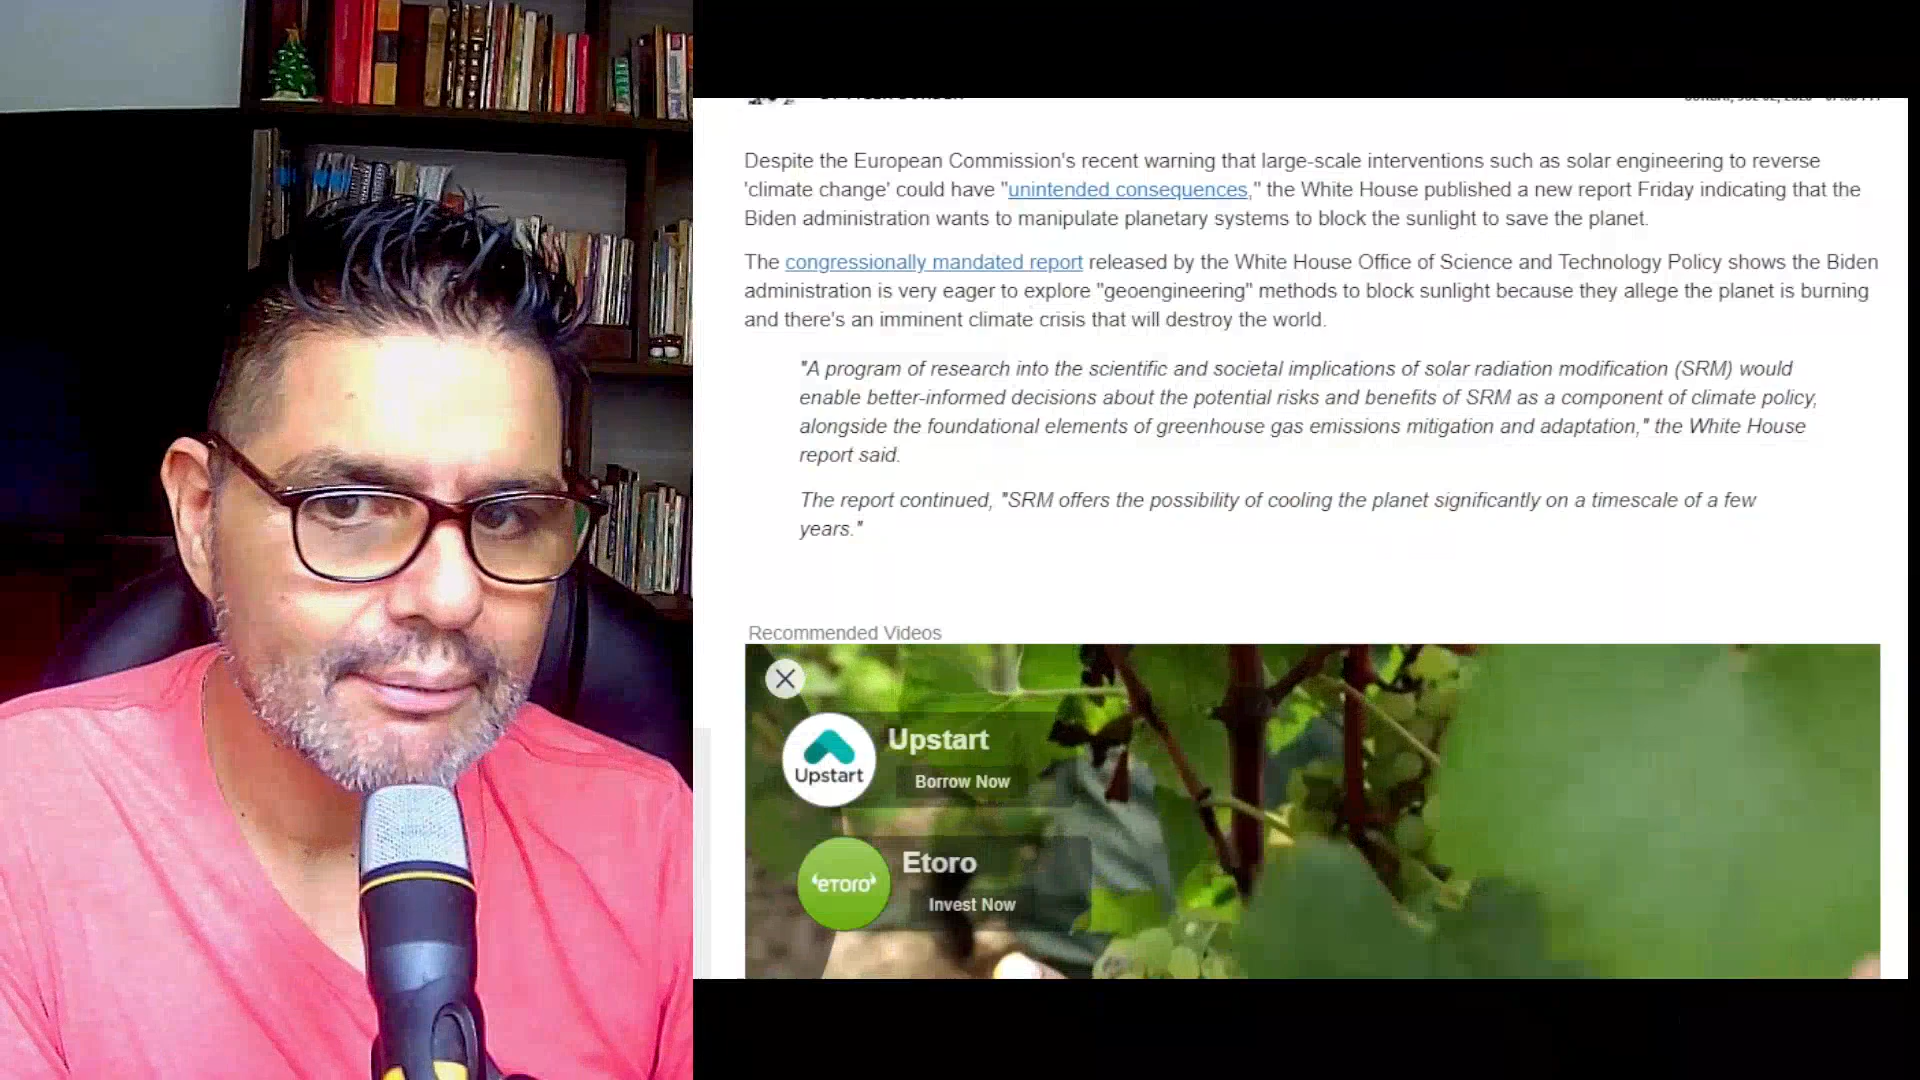 Despite the European Commission's recent warning that large-scale interventions such as solar engineering to reverse
'climate change' could have "unintended consequences," the White House published a new report Friday indicating that the
Biden administration wants to manipulate planetary systems to block the sunlight to save the planet.
The congressionally mandated report released by the White House Office of Science and Technology Policy shows the Biden
administration is very eager to explore "geoengineering" methods to block sunlight because they allege the planet is burning
and there's an imminent climate crisis that will destroy the world.
"A program of research into the scientific and societal implications of solar radiation modification (SRM) would
enable better-informed decisions about the potential risks and benefits of SRM as a component of climate policy,
alongside the foundational elements of greenhouse gas emissions mitigation and adaptation," the White House
report said.
The report continued, "SRM offers the possibility of cooling the planet significantly on a timescale of a few
years."
Recommended Videos
Upstart
Upstart
Borrow Now
Etoro
'eToro'
Invest Now